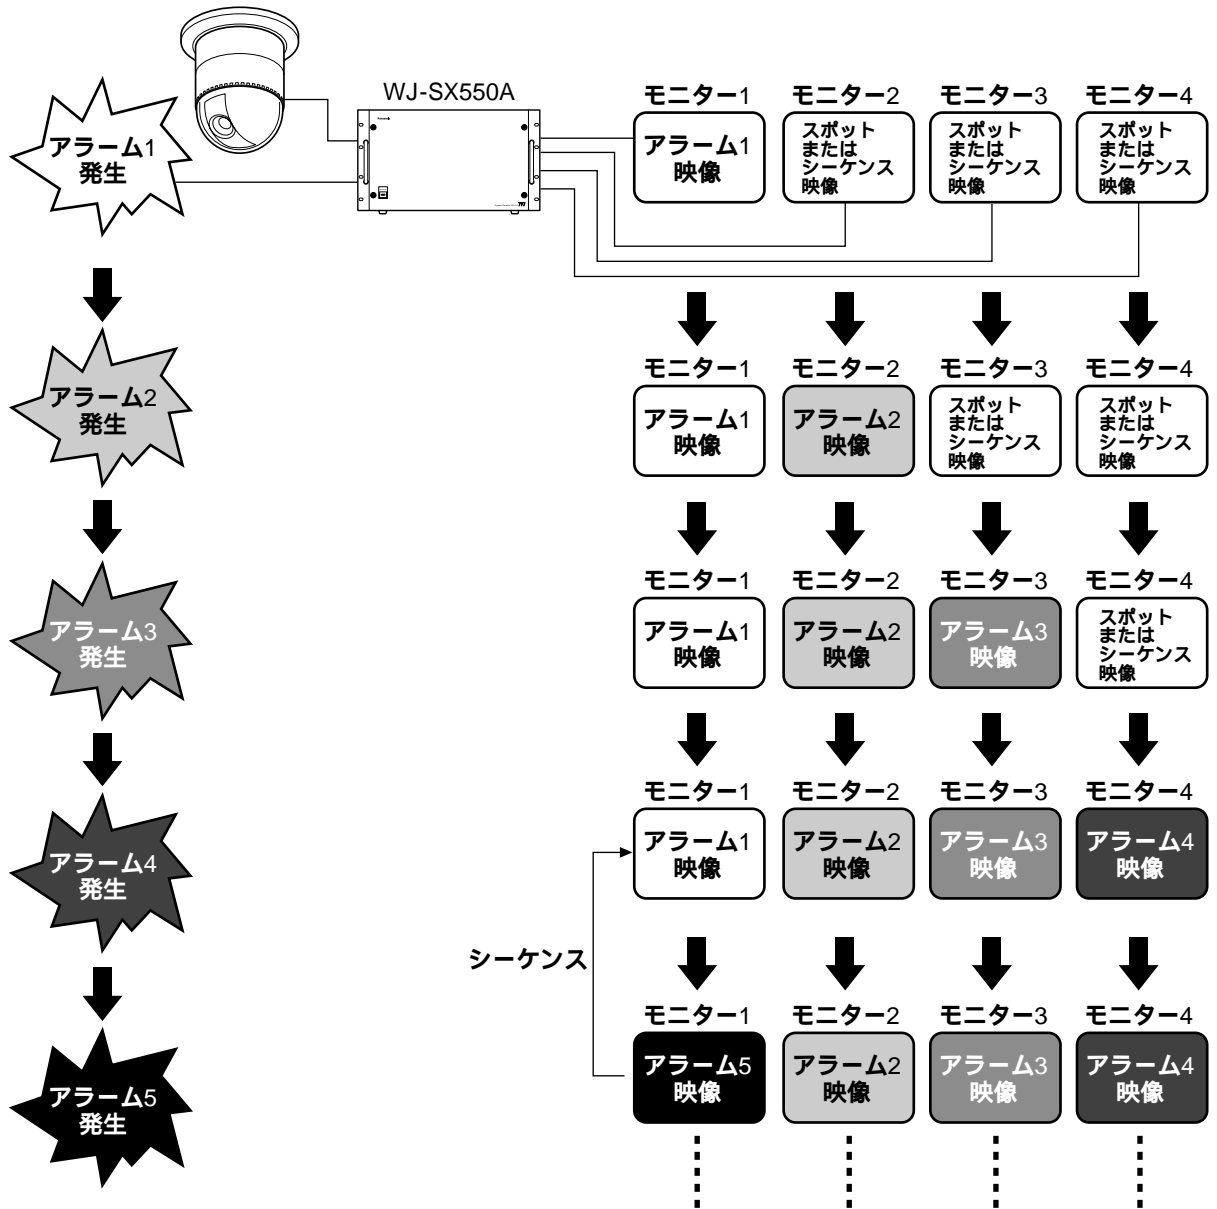 WJ-SX550A
アラーム1
発生
モニター1
モニター2
モニター3
モニター4
アラーム1
映像
スポット
または
シーケンス
映像
スポット
または
シーケンス
映像
スポット
または
シーケンス
映像
アラーム2
発生
モニター1
モニター2
モニター3
モニター4
アラーム1
映像
アラーム2
映像
スポット
または
シーケンス
映像
スポット
または
シーケンス
映像
アラーム3
発生
モニター1
モニター2
モニター3
モニター4
アラーム1
映像
アラーム2
映像
アラーム3
映像
スポット
または
シーケンス
映像
アラーム4
発生
モニター1
モニター2
モニター3
モニター4
アラーム1
映像
アラーム2
映像
アラーム3
映像
アラーム4
映像
シーケンス
アラーム5
発生
モニター1
モニター2
モニター3
モニター4
アラーム5
映像
アラーム2
映像
アラーム3
映像
アラーム4
映像